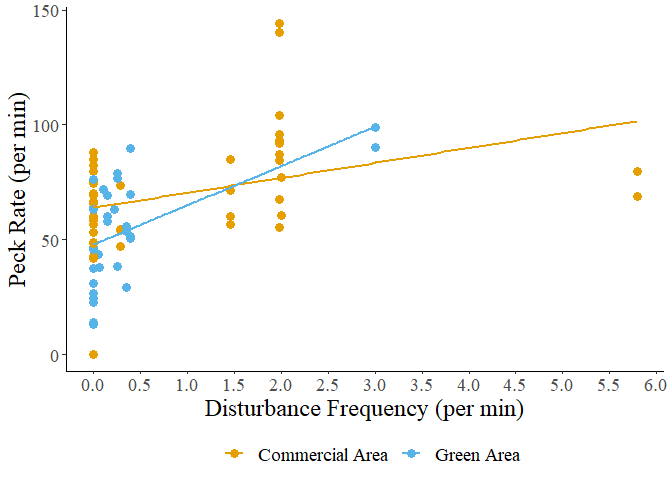 Peck Rate (per min)
150
100
50
0
0.0 0.5 1.0 1.5 2.0 2.5 3.0 3.5 4.0 4.5 5.0 5.5 6.0
Disturbance Frequency (per min)
Commercial Area Green Area